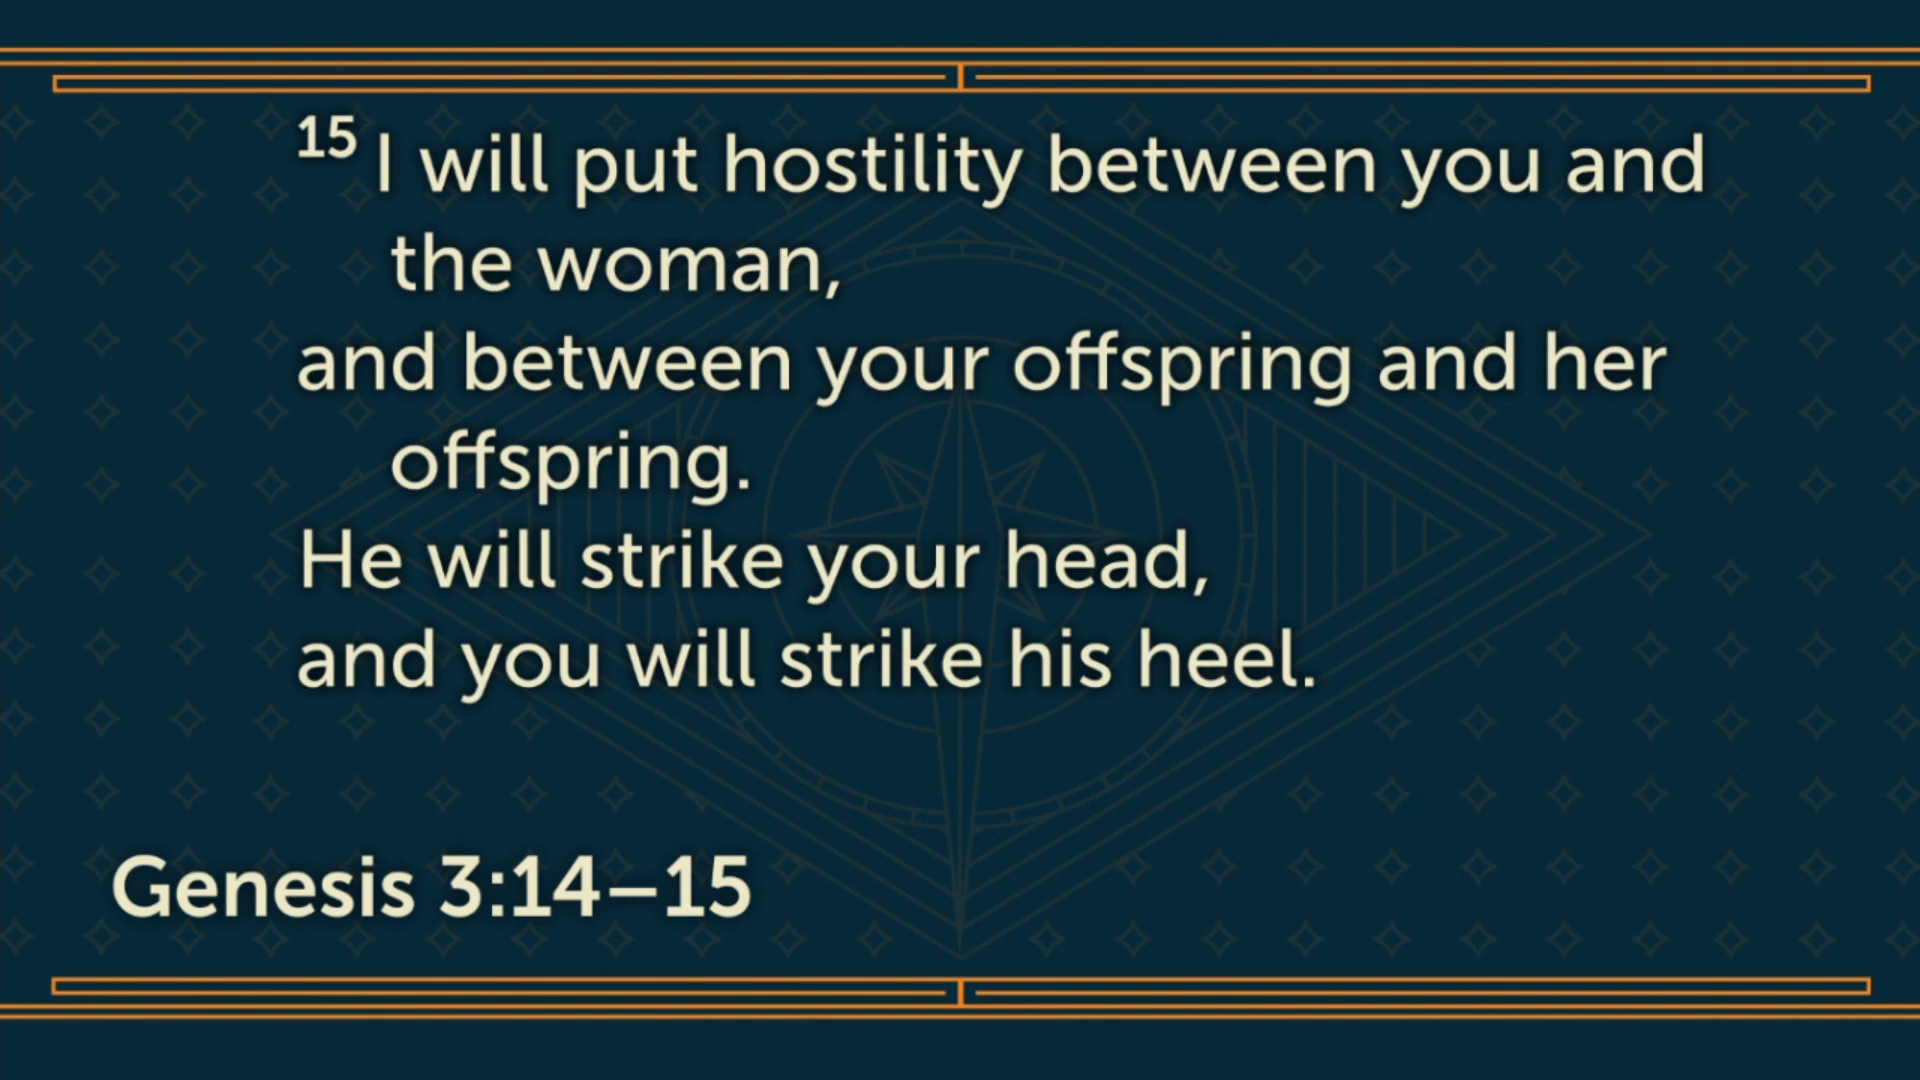 15 I will put hostility between you and
the woman,
and between your offspring and her
offspring.
He will strike your head,
and you will strike his heel.
Genesis 3:14–15